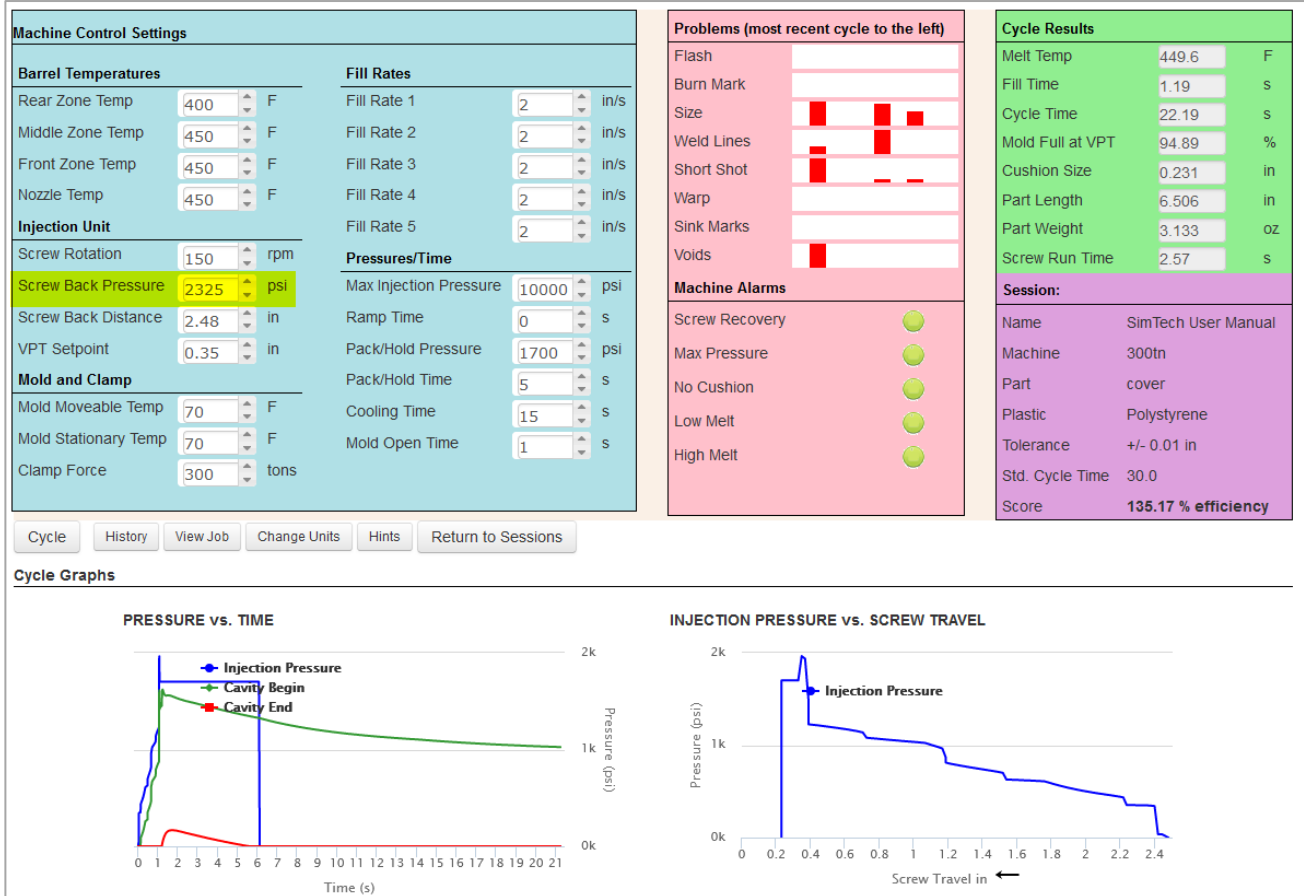 Machine Control Settings
Barrel Temperatures
Rear Zone Temp 400 F
Middle Zone Temp 450 F
Front Zone Temp 450 F
Nozzle Temp 450 F
Injection Unit
Screw Rotation 150 rpm
Screw Back Pressure 2325 psi
Screw Back Distance 2.48 in
VPT Setpoint 0.35 in
Mold and Clamp
Mold Moveable Temp 70 F
Mold Stationary Temp 70 F
Clamp Force 300 tons
Fill Rates
Fill Rate 1 2 in/s
Fill Rate 2 2 in/s
Fill Rate 3 2 in/s
Fill Rate 4 2 in/s
Fill Rate 5 2 in/s
Pressures/Time
Max Injection Pressure 10000 psi
Ramp Time 0 s
Pack/Hold Pressure 1700 psi
Pack/Hold Time 5 s
Cooling Time 15 s
Mold Open Time 1 s
Problems (most recent cycle to the left)
Flash
Burn Mark
Size
Weld Lines
Short Shot
Warp
Sink Marks
Voids
Machine Alarms
Screw Recovery
Max Pressure
No Cushion
Low Melt
High Melt
Cycle Results
Melt Temp 449.6 F
Fill Time 1.19 s
Cycle Time 22.19 s
Mold Full at VPT 94.89 %
Cushion Size 0.231 in
Part Length 6.506 in
Part Weight 3.133 oz
Screw Run Time 2.57 s
Session:
Name SimTech User Manual
Machine 300tn
Part cover
Plastic Polystyrene
Tolerance +/- 0.01 in
Std. Cycle Time 30.0
Score 135.17 % efficiency
Cycle History View Job Change Units Hints Return to Sessions
Cycle Graphs
PRESSURE vs. TIME
Injection Pressure
Cavity Begin
Cavity End
2k
1k
0k
Pressure (psi)
0 1 2 3 4 5 6 7 8 9 10 11 12 13 14 15 16 17 18 19 20 21
Time (s)
INJECTION PRESSURE vs. SCREW TRAVEL
Injection Pressure
Pressure (psi)
2k
1k
0k
0 0.2 0.4 0.6 0.8 1 1.2 1.4 1.6 1.8 2 2.2 2.4
Screw Travel in ←